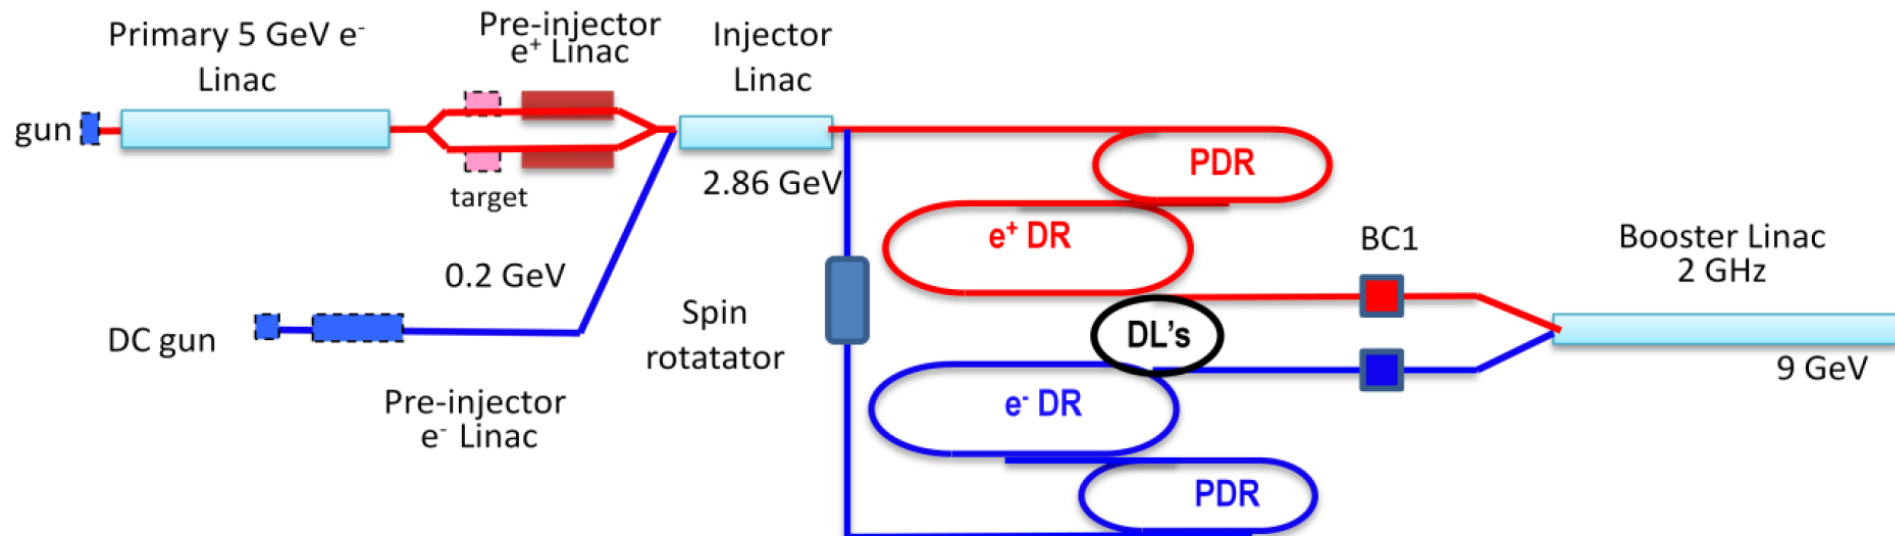 Primary 5 GeV e⁻
Linac
Pre-injector
e⁺ Linac
Injector
Linac
gun
target
2.86 GeV
PDR
e⁺ DR
BC1
Booster Linac
2 GHz
0.2 GeV
DC gun
Spin
rotatator
DL's
9 GeV
Pre-injector
e⁻ Linac
e⁻ DR
PDR